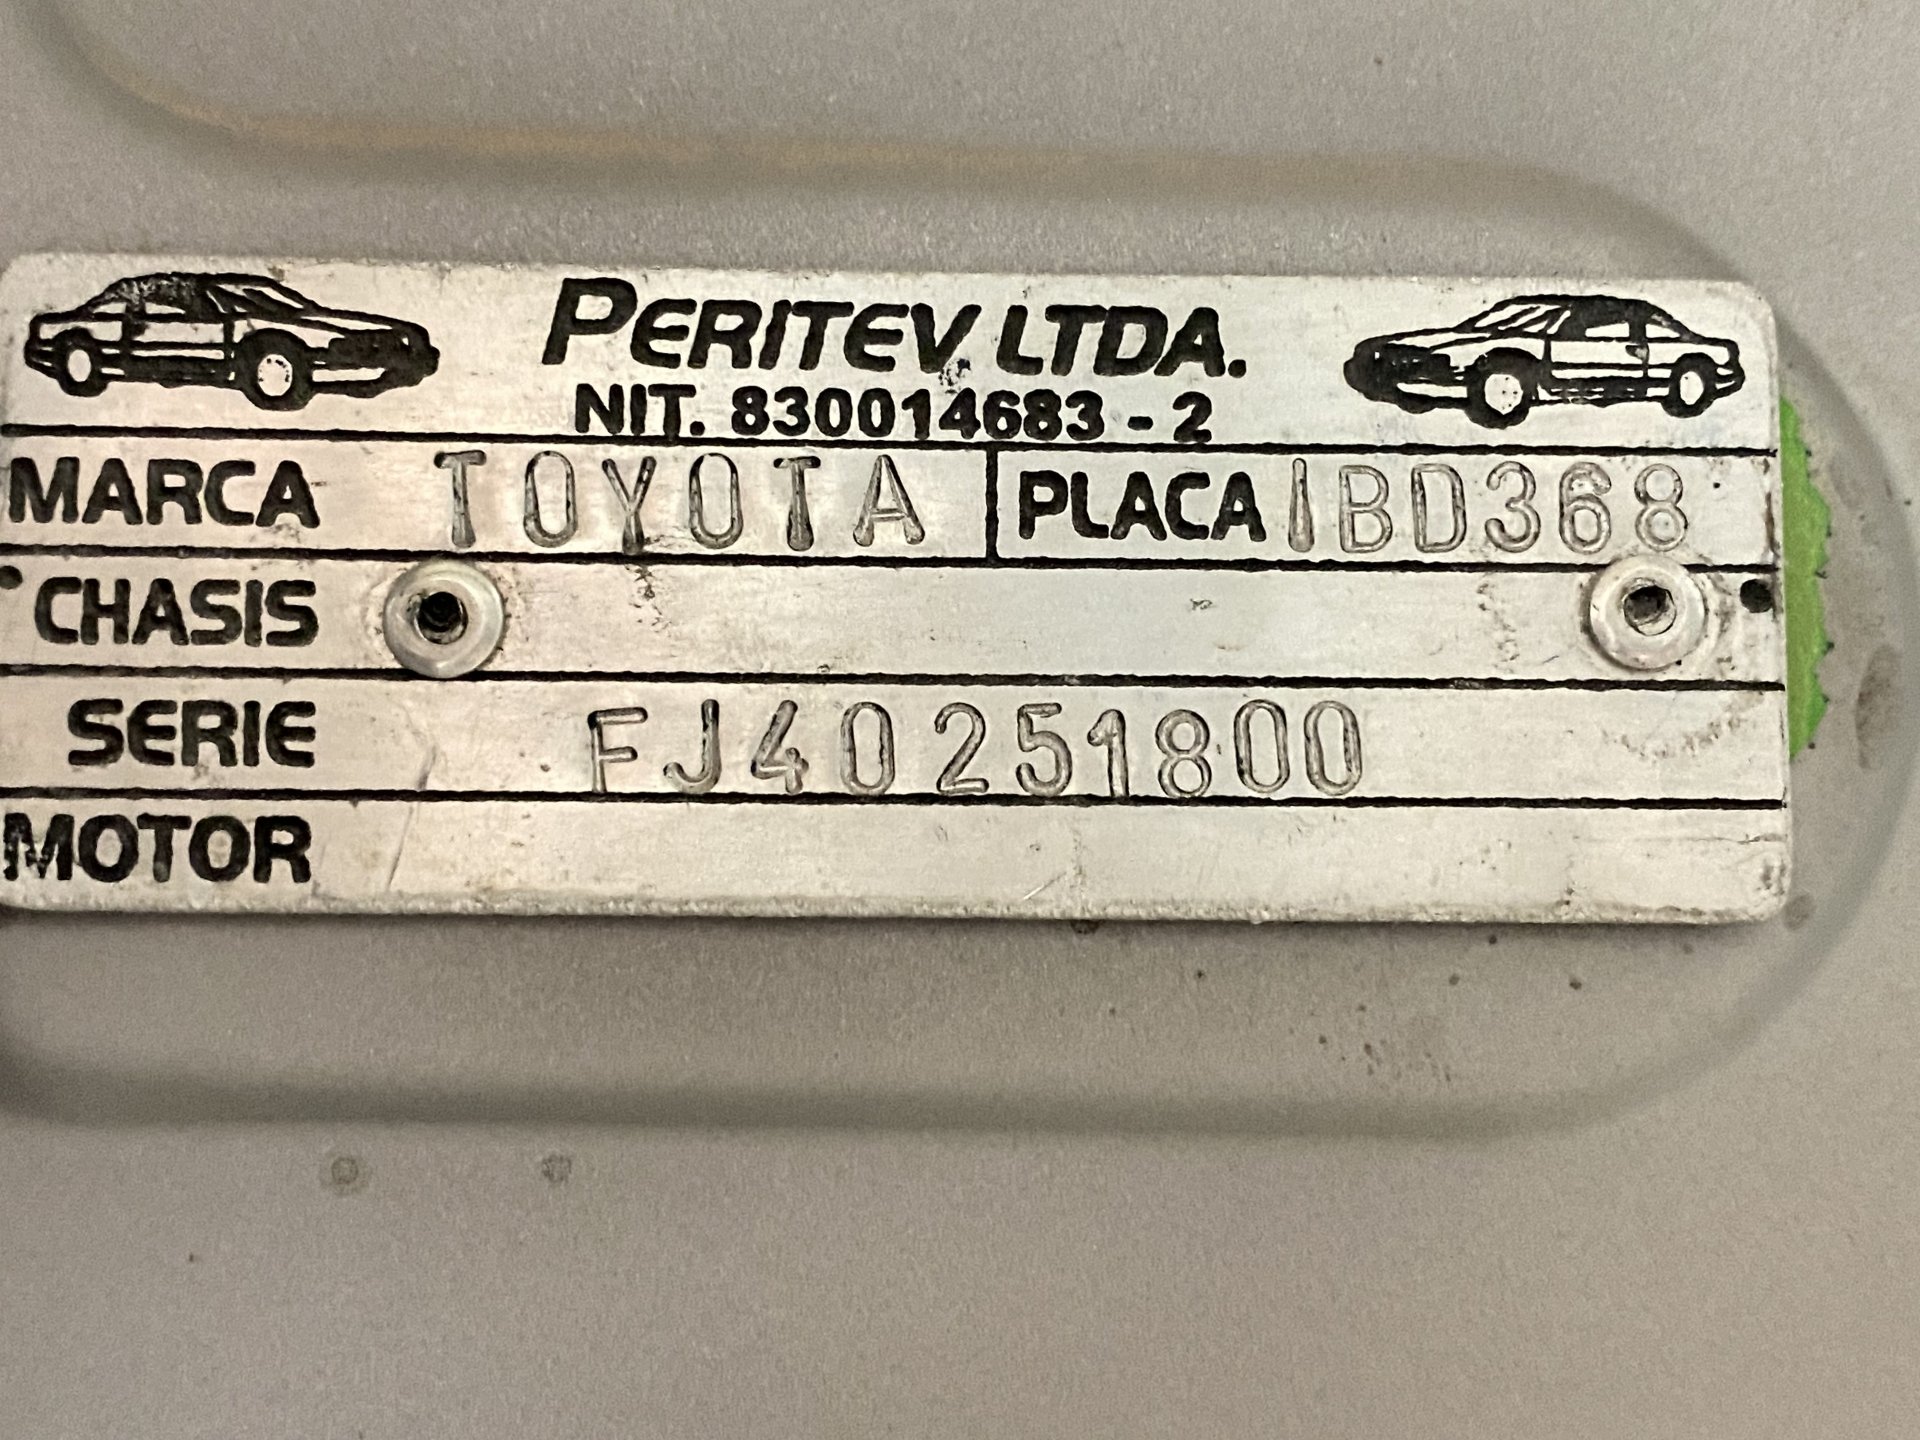 PERITEV LTDA.
NIT. 830014683 - 2
MARCA TOYOTA PLACA IBD368
CHASIS
SERIE FJ40251800
MOTOR